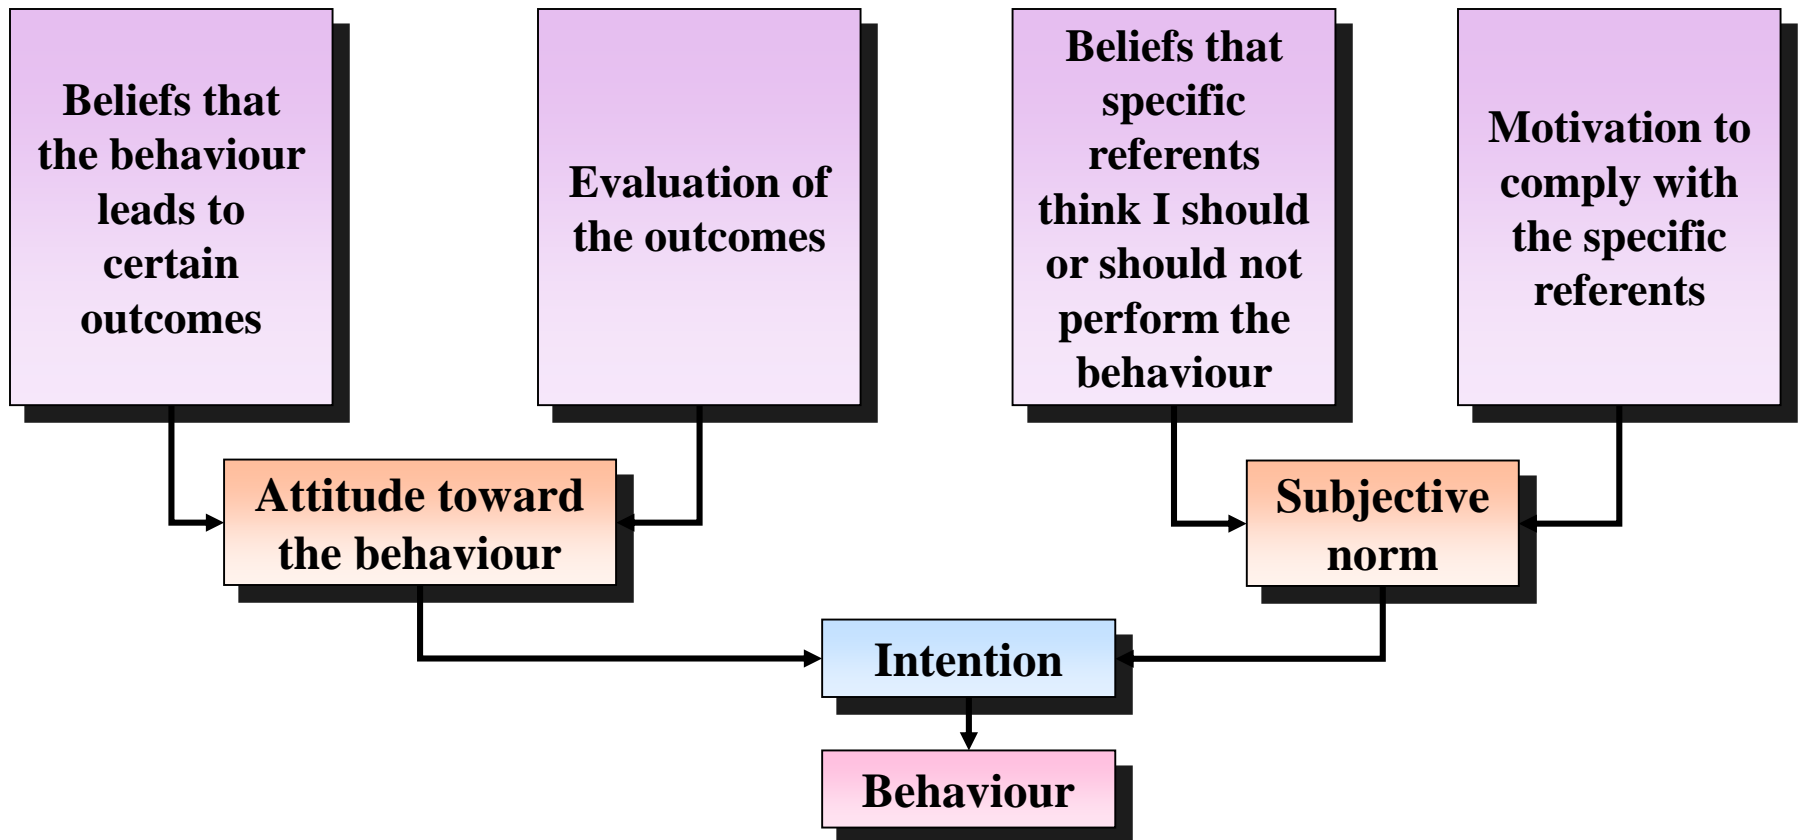 Beliefs that
the behaviour
leads to
certain
outcomes
Evaluation of
the outcomes
Beliefs that
specific
referents
think I should
or should not
perform the
behaviour
Motivation to
comply with
the specific
referents
Attitude toward
the behaviour
Subjective
norm
Intention
Behaviour